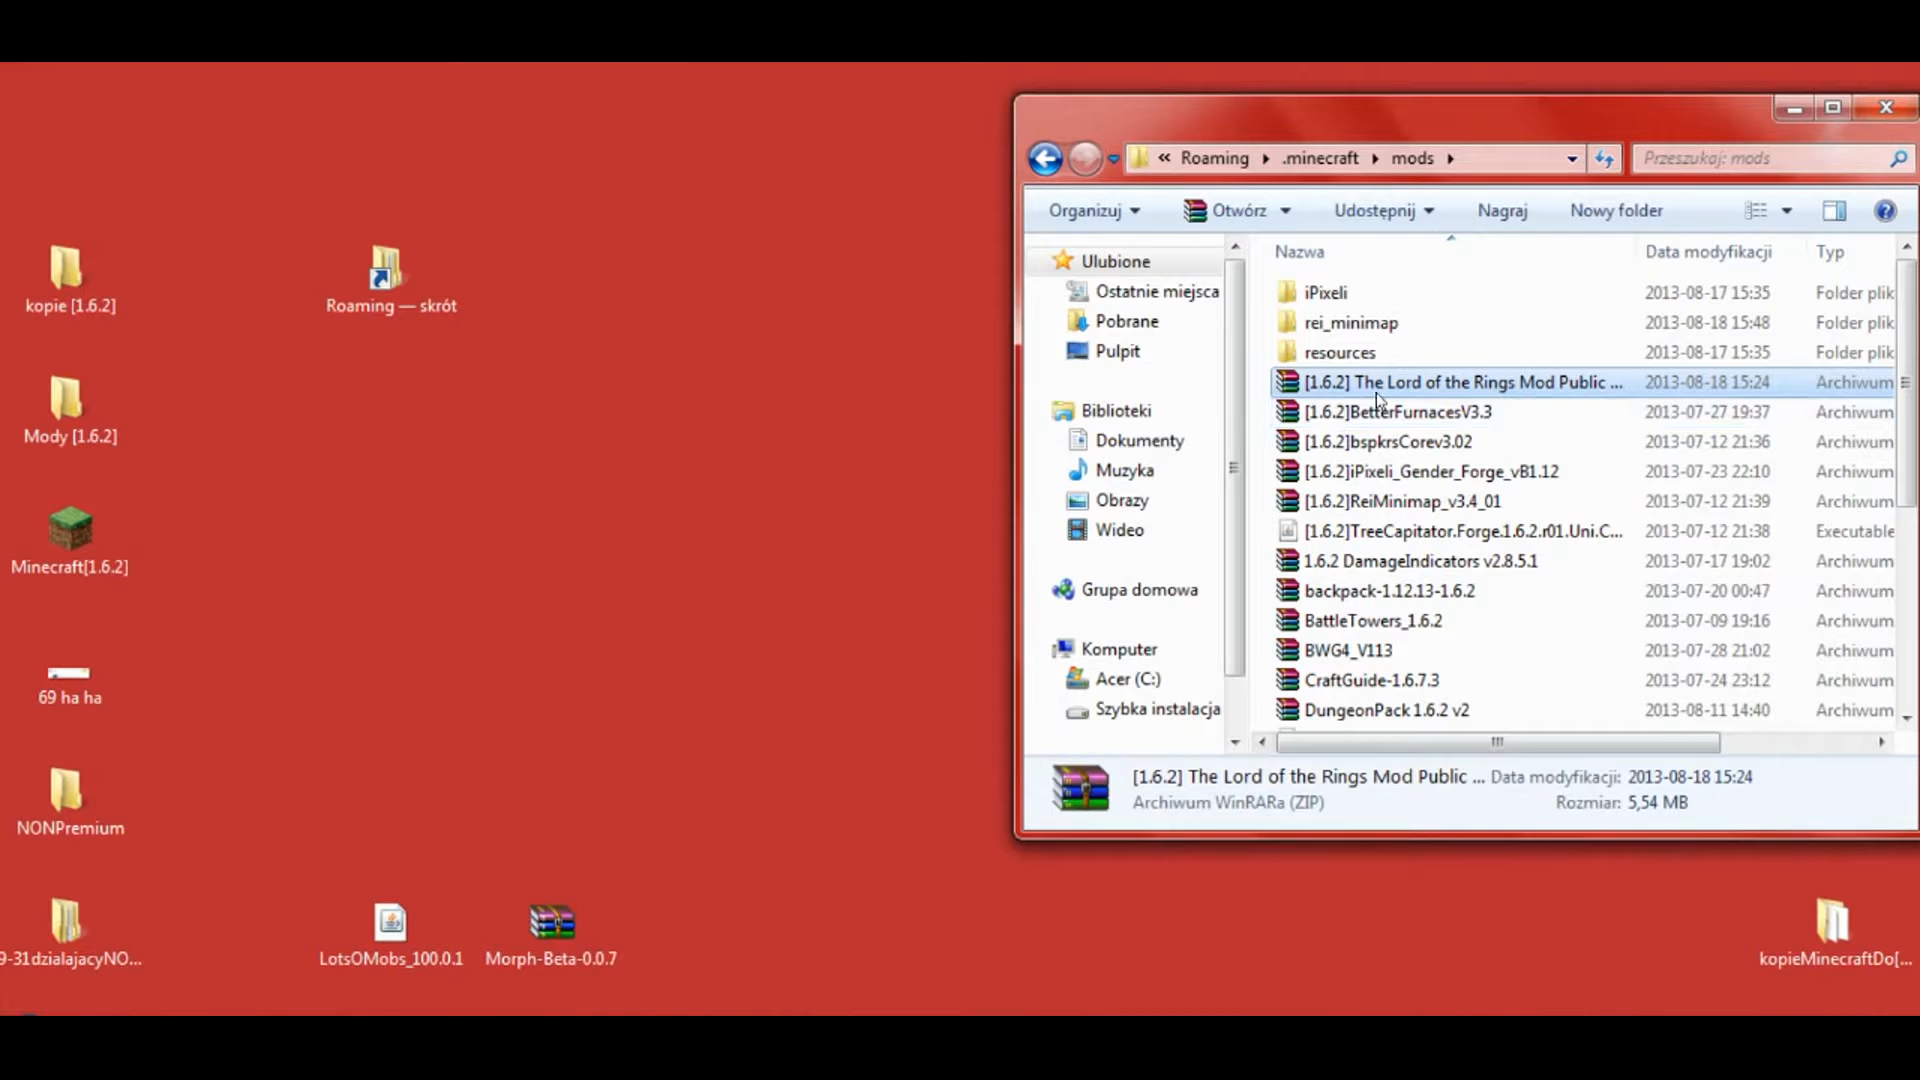 kopie [1.6.2]
Roaming — skrót
Mody [1.6.2]
Minecraft[1.6.2]
69 ha ha
NONPremium
9-31dzialajacyNO...
LotsOMobs_100.0.1
Morph-Beta-0.0.7
kopieMinecraftDo[...
« Roaming .minecraft mods
Przeszukaj: mods
Organizuj Otwórz Udostępnij Nagraj Nowy folder
Ulubione
Ostatnie miejsca
Pobrane
Pulpit
Biblioteki
Dokumenty
Muzyka
Obrazy
Wideo
Grupa domowa
Komputer
Acer (C:)
Szybka instalacja
Nazwa Data modyfikacji Typ
iPixeli 2013-08-17 15:35 Folder plik
rei_minimap 2013-08-18 15:48 Folder plik
resources 2013-08-17 15:35 Folder plik
[1.6.2] The Lord of the Rings Mod Public ... 2013-08-18 15:24 Archiwum
[1.6.2]BetterFurnacesV3.3 2013-07-27 19:37 Archiwum
[1.6.2]bspkrsCorev3.02 2013-07-12 21:36 Archiwum
[1.6.2]iPixeli_Gender_Forge_vB1.12 2013-07-23 22:10 Archiwum
[1.6.2]ReiMinimap_v3.4_01 2013-07-12 21:39 Archiwum
[1.6.2]TreeCapitator.Forge.1.6.2.r01.Uni.C... 2013-07-12 21:38 Executable
1.6.2 DamageIndicators v2.8.5.1 2013-07-17 19:02 Archiwum
backpack-1.12.13-1.6.2 2013-07-20 00:47 Archiwum
BattleTowers_1.6.2 2013-07-09 19:16 Archiwum
BWG4_V113 2013-07-28 21:02 Archiwum
CraftGuide-1.6.7.3 2013-07-24 23:12 Archiwum
DungeonPack 1.6.2 v2 2013-08-11 14:40 Archiwum
[1.6.2] The Lord of the Rings Mod Public ... Data modyfikacji: 2013-08-18 15:24
Archiwum WinRARa (ZIP) Rozmiar: 5,54 MB